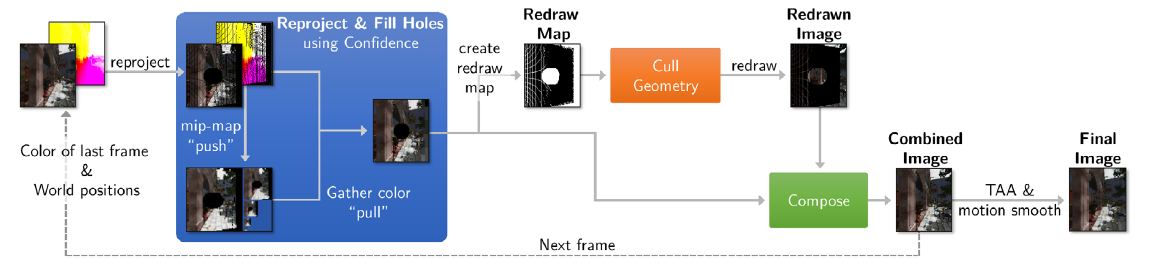 Color of last frame
&
World positions
reproject
Reproject & Fill Holes
using Confidence
mip-map
“push”
Gather color
“pull”
create
redraw
map
Redraw
Map
Cull
Geometry
redraw
Redrawn
Image
Compose
Combined
Image
TAA &
motion smooth
Final
Image
Next frame